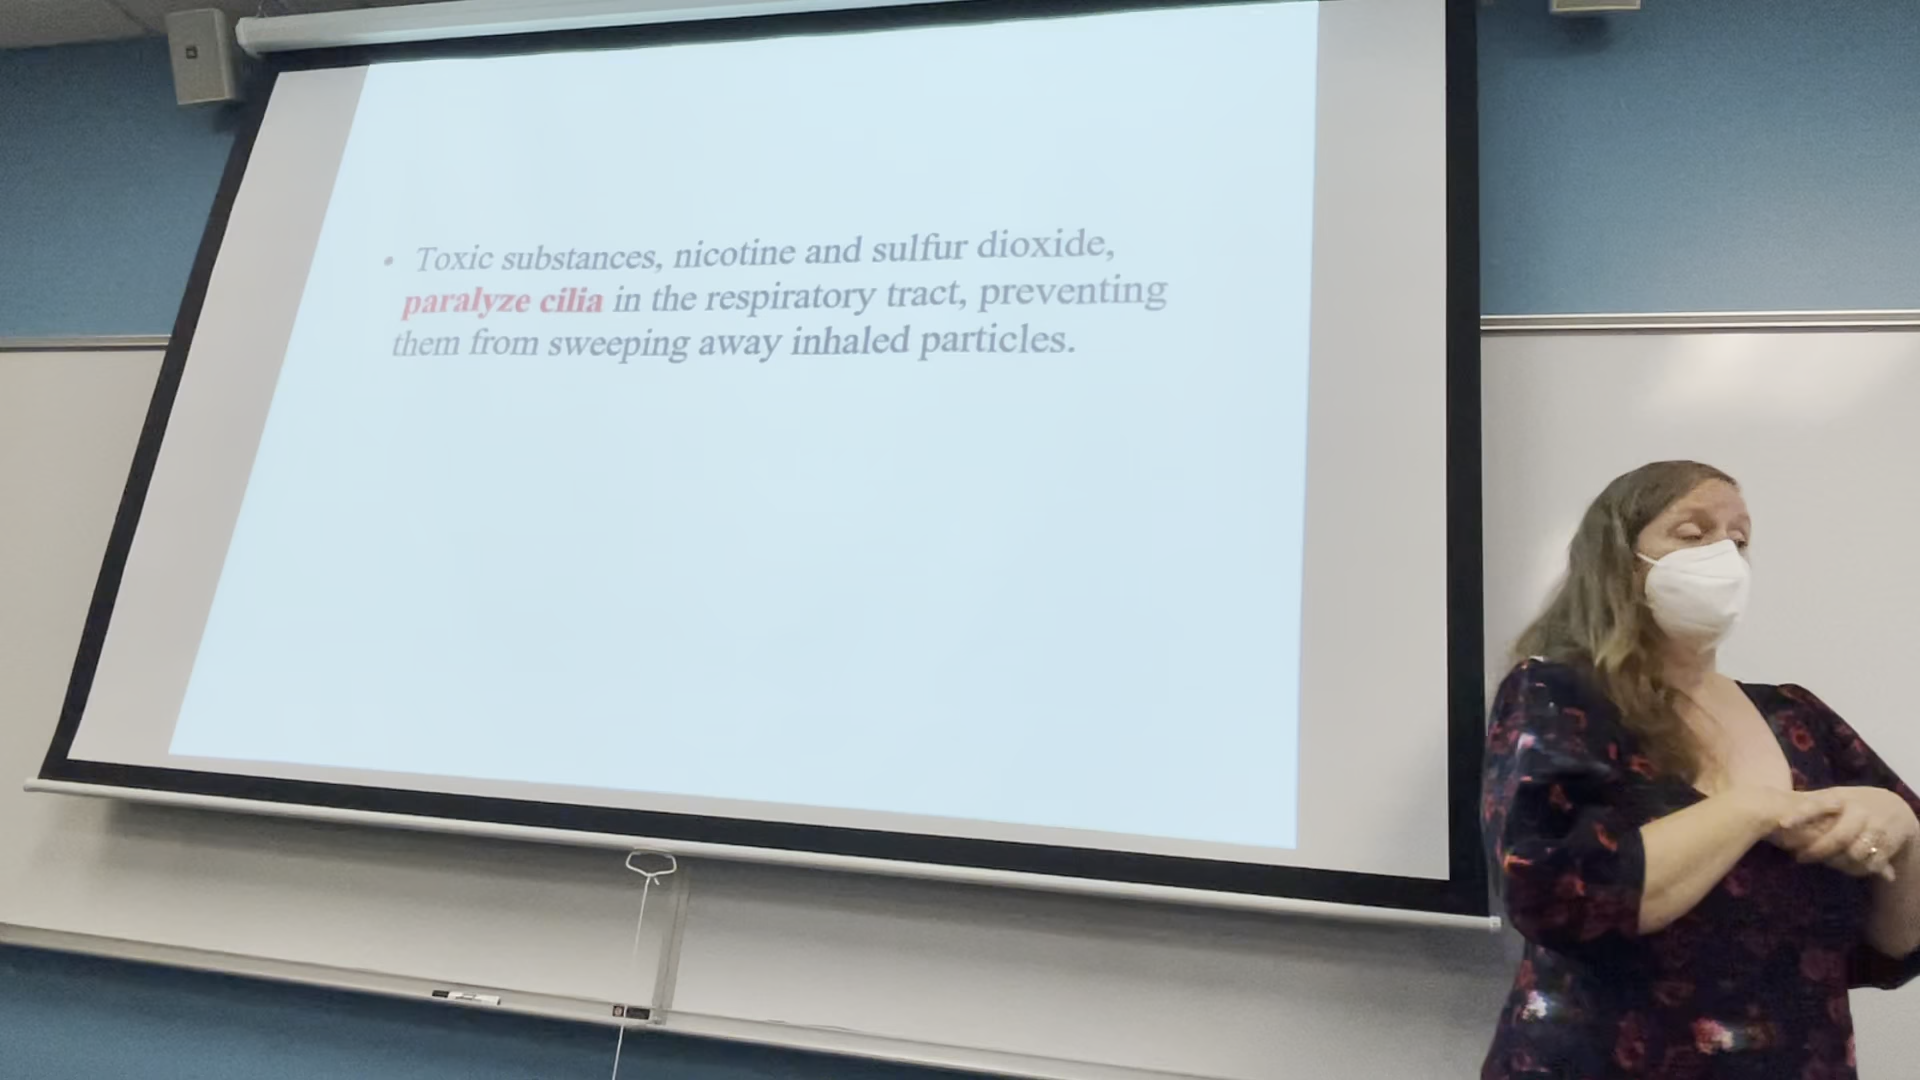 • Toxic substances, nicotine and sulfur dioxide,
paralyze cilia in the respiratory tract, preventing
them from sweeping away inhaled particles.